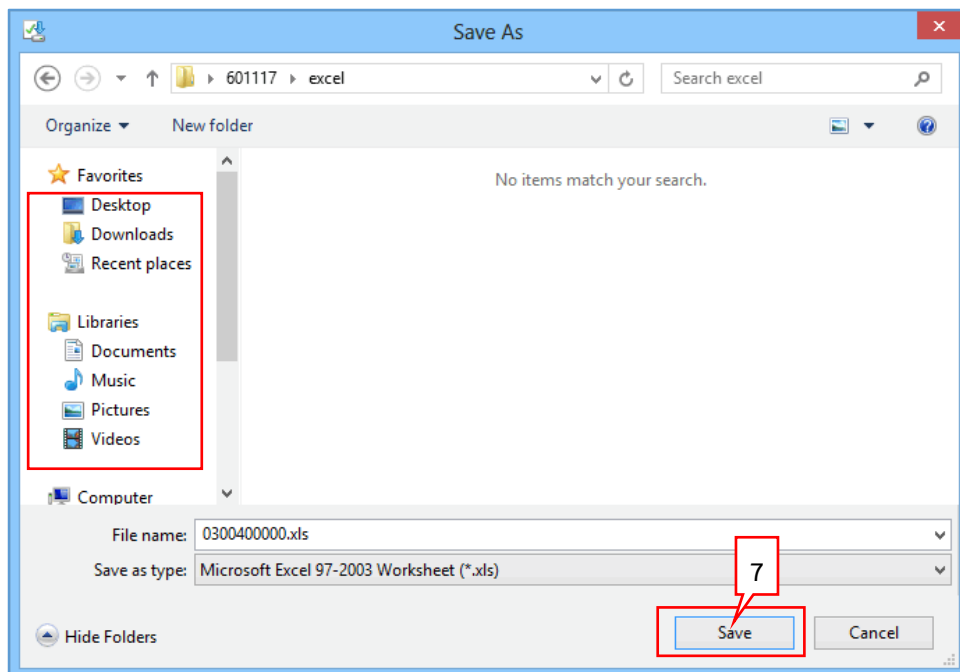 Save As
601117 excel
Search excel
Organize
New folder
No items match your search.
Favorites
Desktop
Downloads
Recent places
Libraries
Documents
Music
Pictures
Videos
Computer
File name: 0300400000.xls
Save as type: Microsoft Excel 97-2003 Worksheet (*.xls)
7
Hide Folders
Save
Cancel